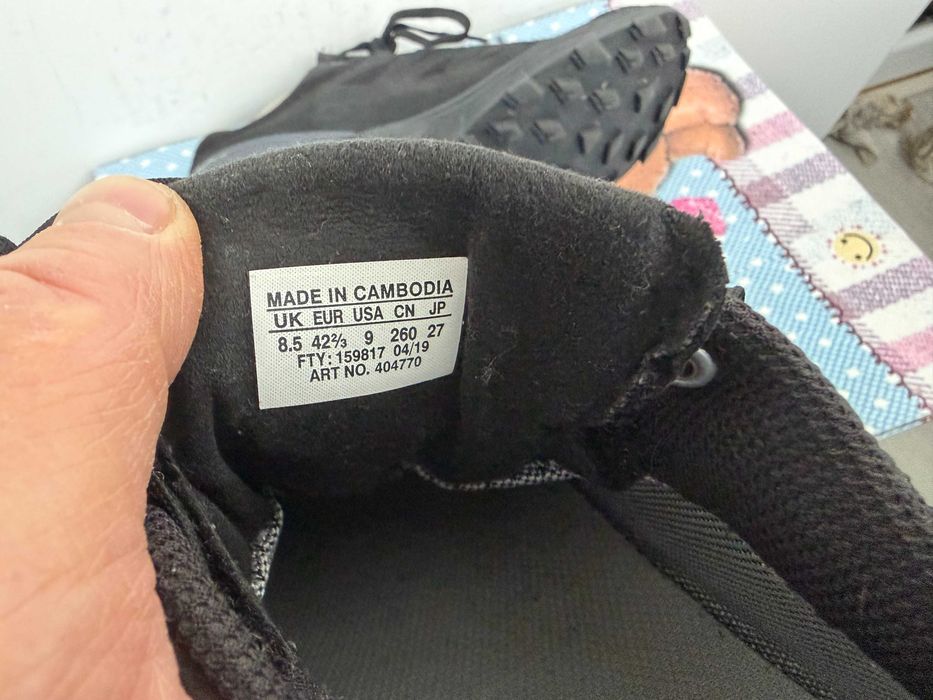 MADE IN CAMBODIA
UK EUR USA CN JP
8.5 42⅔ 9 260 27
FTY: 159817 04/19
ART NO. 404770